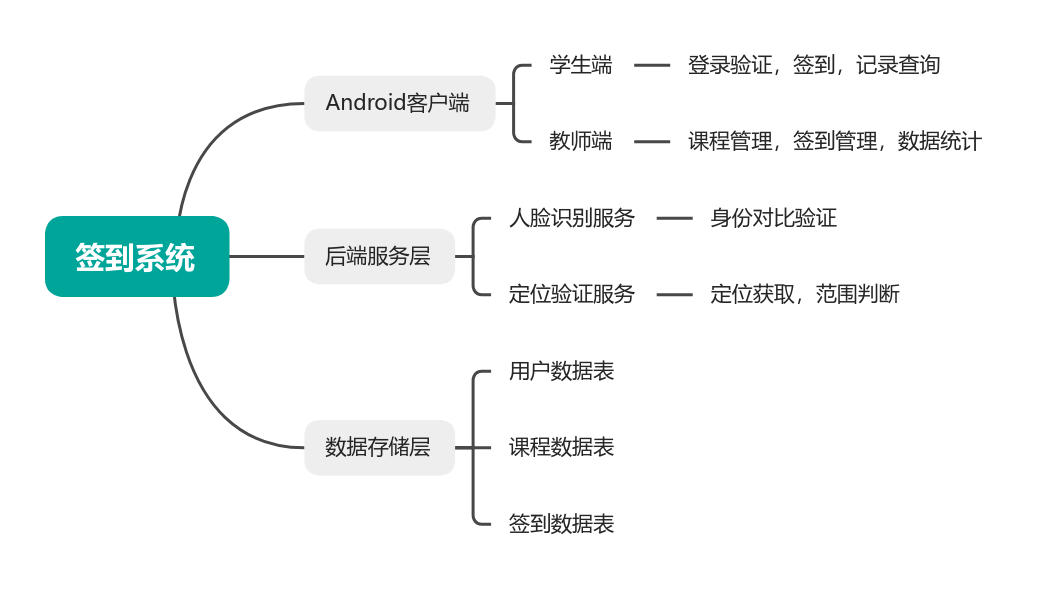 签到系统
Android客户端
学生端
登录验证，签到，记录查询
教师端
课程管理，签到管理，数据统计
后端服务层
人脸识别服务
身份对比验证
定位验证服务
定位获取，范围判断
数据存储层
用户数据表
课程数据表
签到数据表